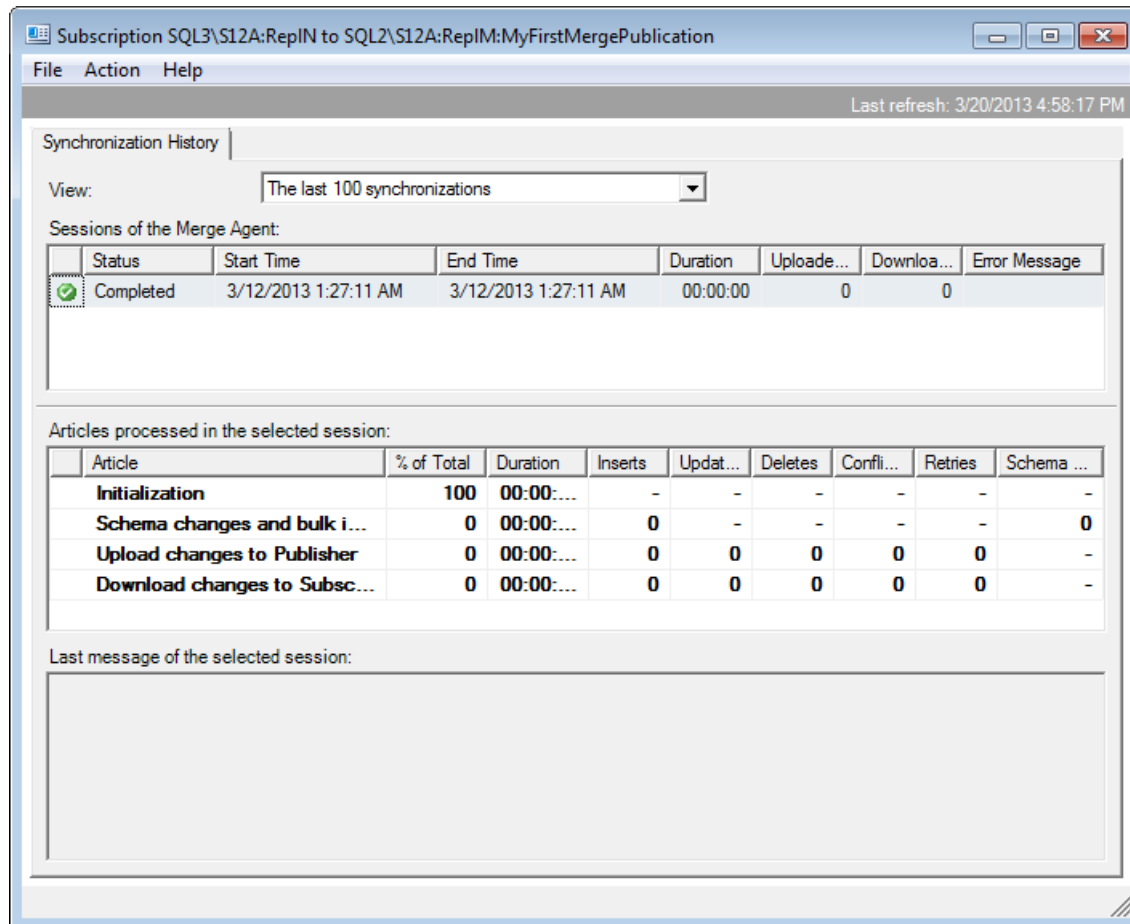 Subscription SQL3\S12A:RepIN to SQL2\S12A:RepIM:MyFirstMergePublication
File Action Help
Last refresh: 3/20/2013 4:58:17 PM
Synchronization History
View: The last 100 synchronizations
Sessions of the Merge Agent:
Status Start Time End Time Duration Uploade... Downloa... Error Message
Completed 3/12/2013 1:27:11 AM 3/12/2013 1:27:11 AM 00:00:00 0 0
Articles processed in the selected session:
Article % of Total Duration Inserts Updat... Deletes Confli... Retries Schema ...
Initialization 100 00:00:... - - - - - -
Schema changes and bulk i... 0 00:00:... 0 - - - - 0
Upload changes to Publisher 0 00:00:... 0 0 0 0 0 -
Download changes to Subsc... 0 00:00:... 0 0 0 0 0 -
Last message of the selected session: